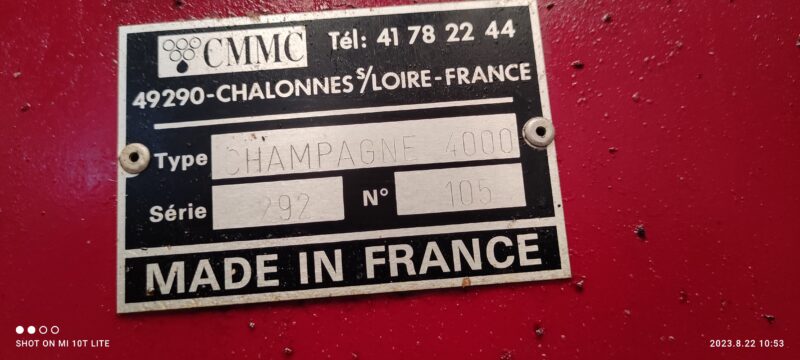 CMMC Tél: 41 78 22 44
49290-CHALONNES S/LOIRE-FRANCE
Type CHAMPAGNE 4000
Série 292 N° 105
MADE IN FRANCE
SHOT ON MI 10T LITE
2023.8.22 10:53